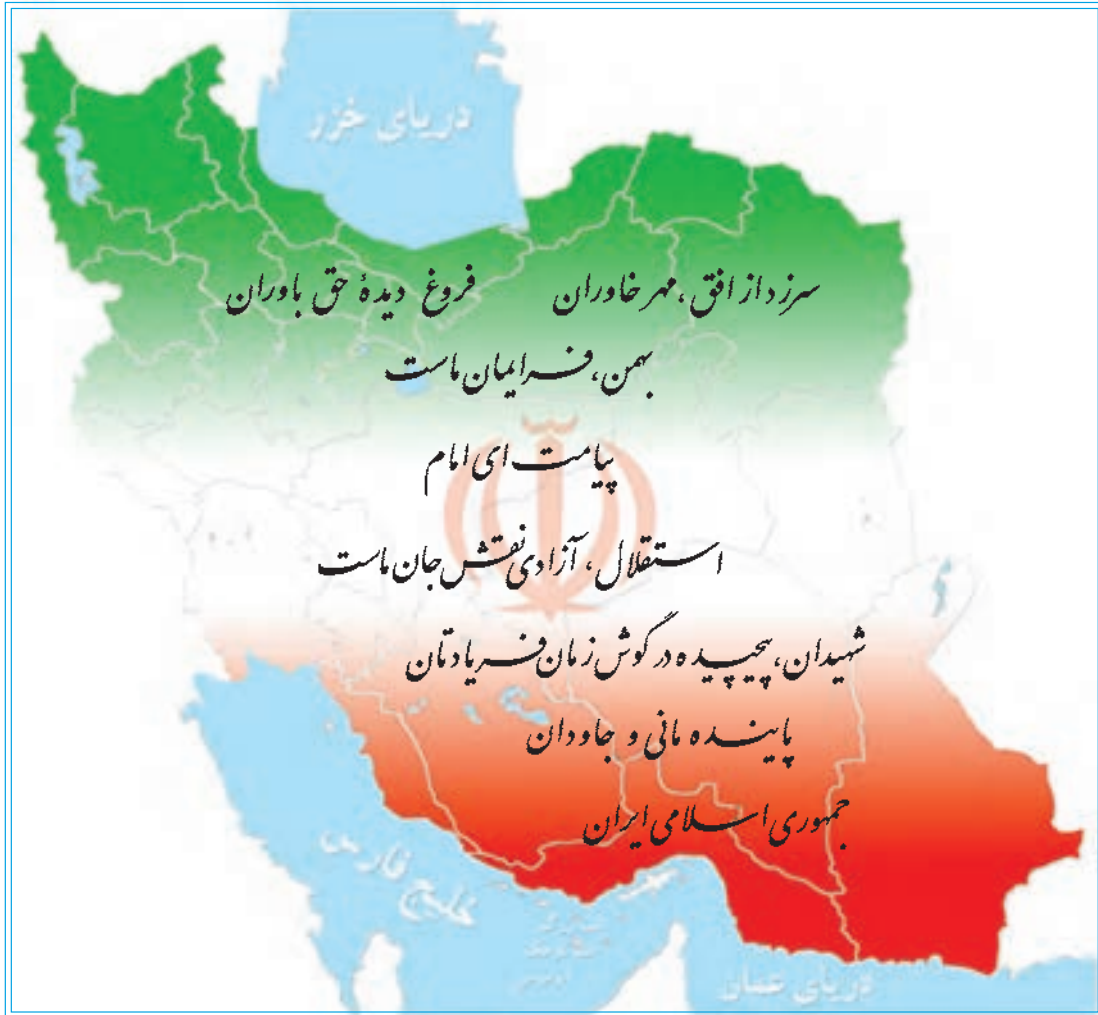 دریای خزر
سرزد از افق، مهر خاوران فروغ دیدهٔ حق باوران
بهمن، فر ایمان ماست
پیامت ای امام
استقلال، آزادی نقش جان ماست
شهیدان، پیچیده در گوش زمان فریادتان
پاینده مانی و جاودان
جمهوری اسلامی ایران
خلیج فارس
دریای عمان